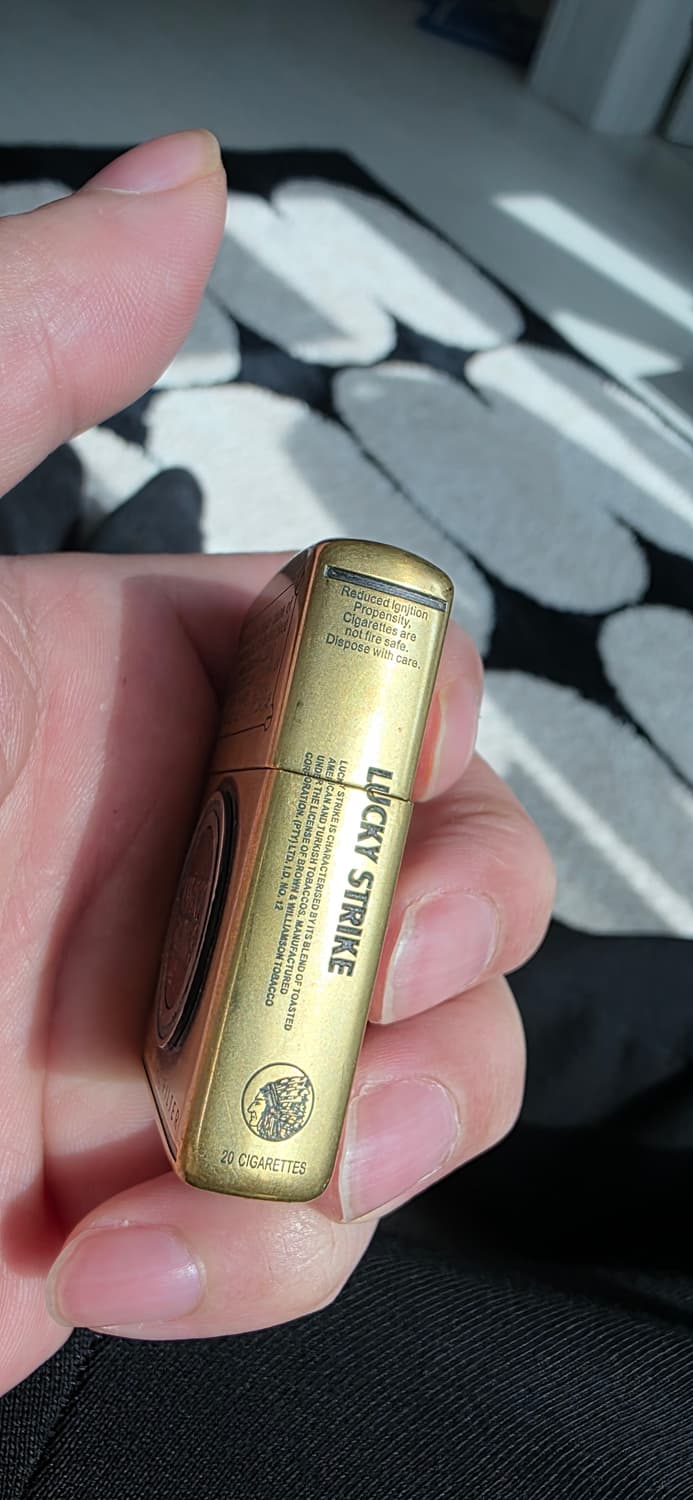 Reduced Ignition
Propensity,
Cigarettes are
not fire safe.
Dispose with care.
LUCKY STRIKE
LUCKY STRIKE IS CHARACTERISED BY ITS BLEND OF TOASTED
AMERICAN AND TURKISH TOBACCOS. MANUFACTURED
UNDER THE LICENSE OF BROWN & WILLIAMSON TOBACCO
CORPORATION, (PTY) LTD, I.D. NO. 12
20 CIGARETTES
FILTER